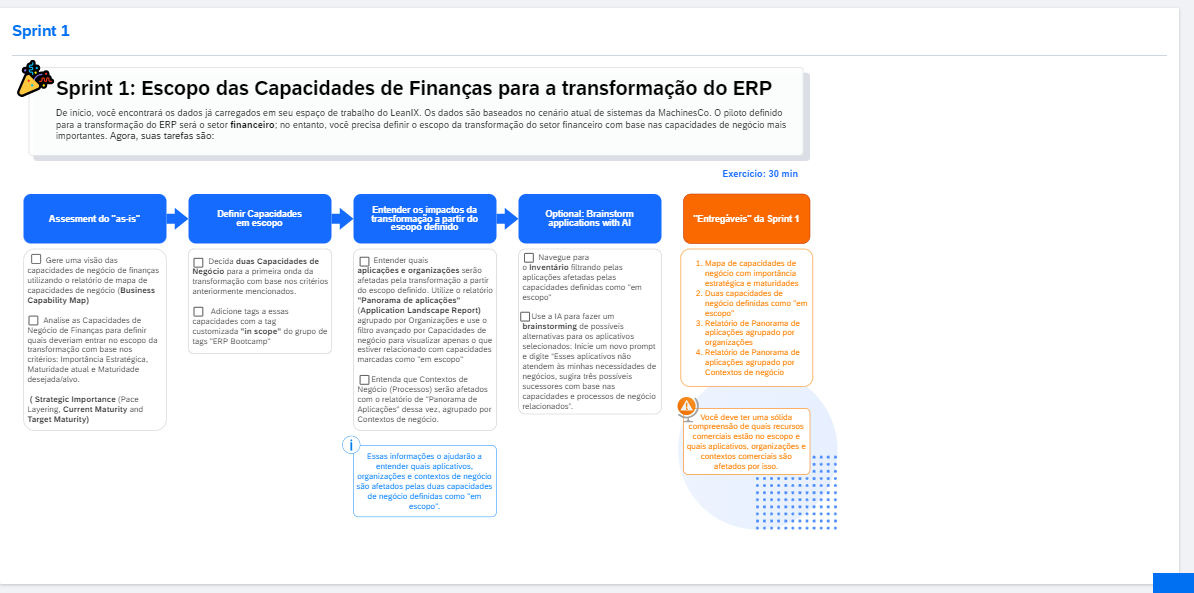 Sprint 1
Sprint 1: Escopo das Capacidades de Finanças para a transformação do ERP
De início, você encontrará os dados já carregados em seu espaço de trabalho do LeanIX. Os dados são baseados no cenário atual de sistemas da MachinesCo. O piloto definido
para a transformação do ERP será o setor financeiro; no entanto, você precisa definir o escopo da transformação do setor financeiro com base nas capacidades de negócio mais
importantes. Agora, suas tarefas são:
Exercício: 30 min
Assesment do "as-is"
Gere uma visão das
capacidades de negócio de finanças
utilizando o relatório de mapa de
capacidades de negócio (Business
Capability Map)
Analise as Capacidades de
Negócio de Finanças para definir
quais deveriam entrar no escopo da
transformação com base nos
critérios: Importância Estratégica,
Maturidade atual e Maturidade
desejada/alvo.
( Strategic Importance (Pace
Layering, Current Maturity and
Target Maturity)
Definir Capacidades
em escopo
Decida duas Capacidades de
Negócio para a primeira onda da
transformação com base nos critérios
anteriormente mencionados.
Adicione tags a essas
capacidades com a tag
customizada "in scope" do grupo de
tags "ERP Bootcamp"
Entender os impactos da
transformação a partir do
escopo definido
Entender quais
aplicações e organizações serão
afetadas pela transformação a partir
do escopo definido. Utilize o relatório
"Panorama de aplicações"
(Application Landscape Report)
agrupado por Organizações e use o
filtro avançado por Capacidades de
negócio para visualizar apenas o que
estiver relacionado com capacidades
marcadas como "em escopo"
Entenda que Contextos de
Negócio (Processos) serão afetados
com o relatório de "Panorama de
Aplicações" dessa vez, agrupado por
Contextos de negócio.
i
Essas informações o ajudarão a
entender quais aplicativos,
organizações e contextos de negócio
são afetados pelas duas capacidades
de negócio definidas como "em
escopo".
Optional: Brainstorm
applications with AI
Navegue para
o Inventário filtrando pelas
aplicações afetadas pelas
capacidades definidas como "em
escopo"
Use a IA para fazer um
brainstorming de possíveis
alternativas para os aplicativos
selecionados: Inicie um novo prompt
e digite "Esses aplicativos não
atendem às minhas necessidades de
negócios, sugira três possíveis
sucessores com base nas
capacidades e processos de negócio
relacionados".
"Entregáveis" da Sprint 1
1. Mapa de capacidades de
negócio com importância
estratégica e maturidades
2. Duas capacidades de
negócio definidas como "em
escopo"
3. Relatório de Panorama de
aplicações agrupado por
organizações
4. Relatório de Panorama de
aplicações agrupado por
Contextos de negócio
Você deve ter uma sólida
compreensão de quais recursos
comerciais estão no escopo e
quais aplicativos, organizações e
contextos comerciais são
afetados por isso.